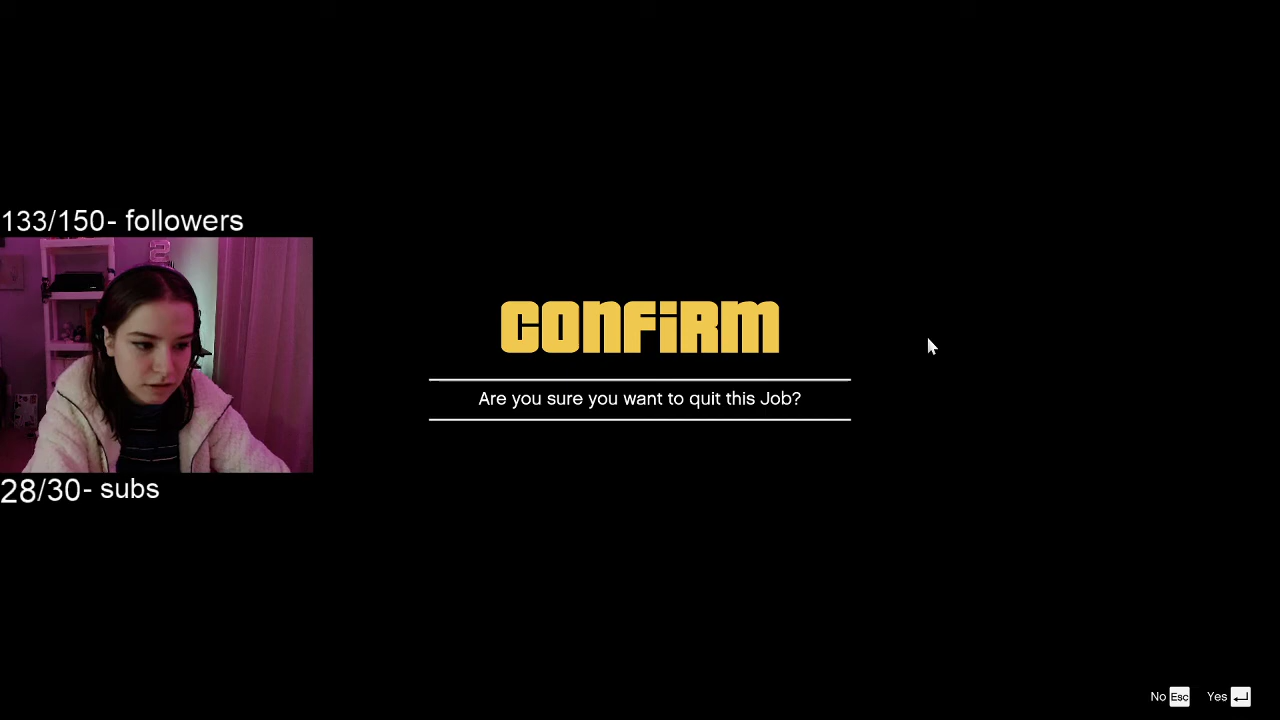 133/150- followers
CONFIRM
Are you sure you want to quit this Job?
28/30- subs
No Esc Yes